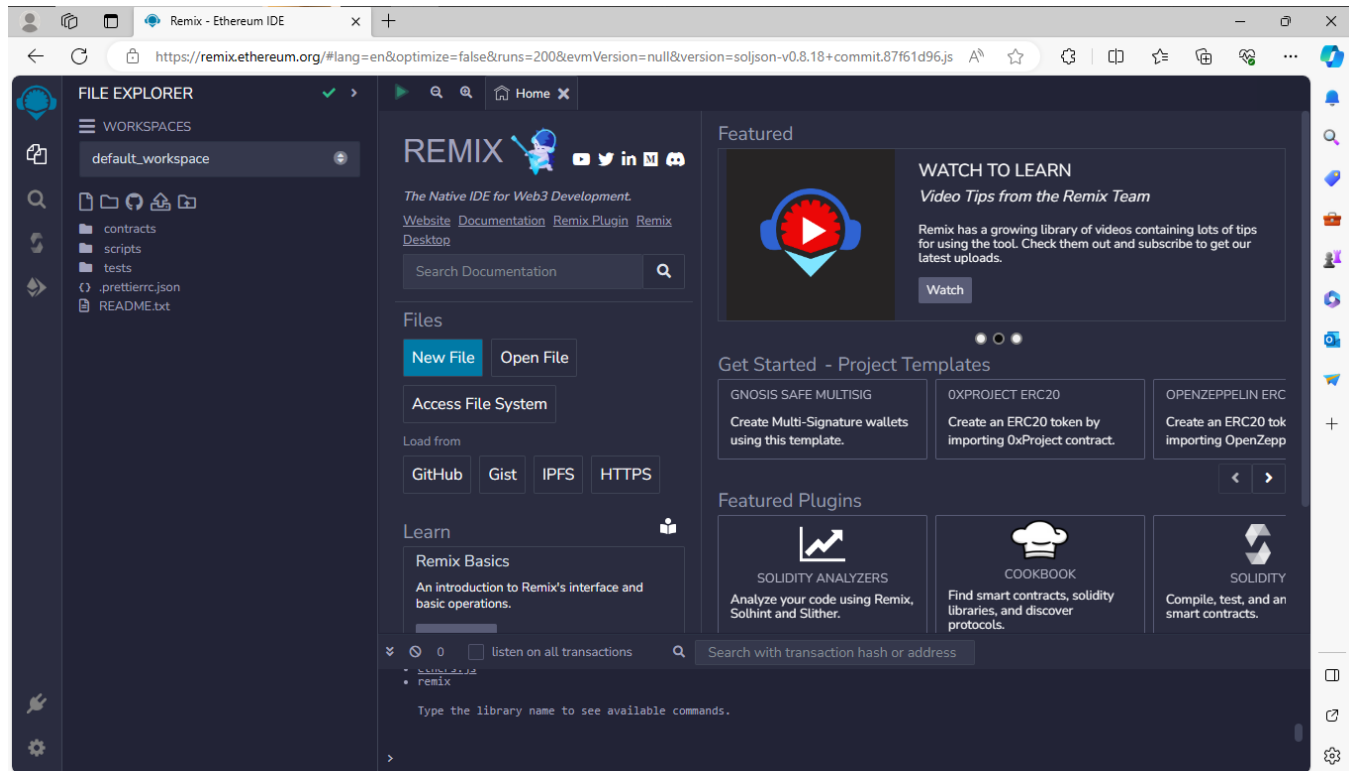 Remix - Ethereum IDE
https://remix.ethereum.org/#lang=en&optimize=false&runs=200&evmVersion=null&version=soljson-v0.8.18+commit.87f61d96.js
FILE EXPLORER
WORKSPACES
default_workspace
contracts
scripts
tests
.prettierrc.json
README.txt
Home
REMIX
The Native IDE for Web3 Development.
Website Documentation Remix Plugin Remix
Desktop
Search Documentation
Files
New File Open File
Access File System
Load from
GitHub Gist IPFS HTTPS
Learn
Remix Basics
An introduction to Remix's interface and
basic operations.
Featured
WATCH TO LEARN
Video Tips from the Remix Team
Remix has a growing library of videos containing lots of tips
for using the tool. Check them out and subscribe to get our
latest uploads.
Watch
Get Started - Project Templates
GNOSIS SAFE MULTISIG
Create Multi-Signature wallets
using this template.
0XPROJECT ERC20
Create an ERC20 token by
importing 0xProject contract.
OPENZEPPELIN ERC
Create an ERC20 tok
importing OpenZepp
Featured Plugins
SOLIDITY ANALYZERS
Analyze your code using Remix,
Solhint and Slither.
COOKBOOK
Find smart contracts, solidity
libraries, and discover
protocols.
SOLIDITY
Compile, test, and an
smart contracts.
0 listen on all transactions Search with transaction hash or address
ethers.js
remix
Type the library name to see available commands.
>